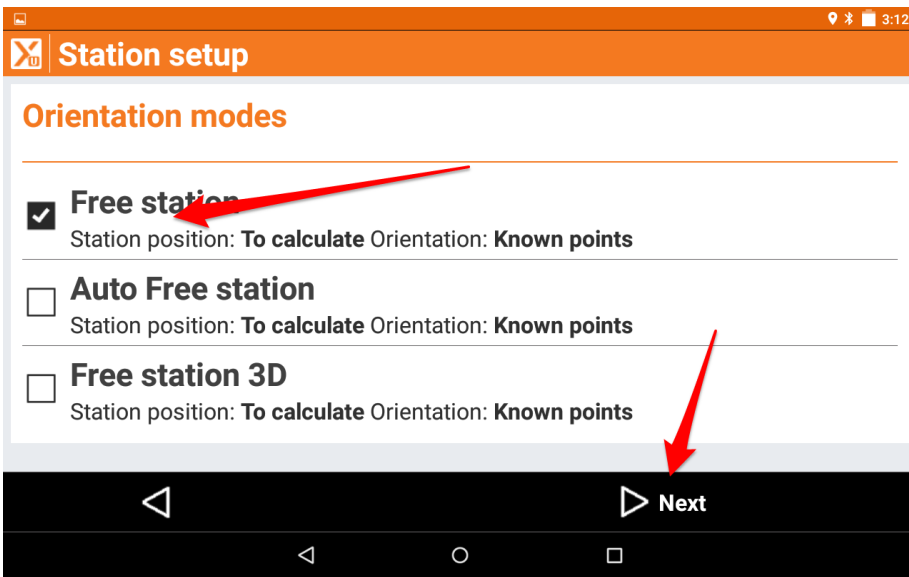 3:12
Xu
Station setup
Orientation modes
Free station
Station position: To calculate Orientation: Known points
Auto Free station
Station position: To calculate Orientation: Known points
Free station 3D
Station position: To calculate Orientation: Known points
Next